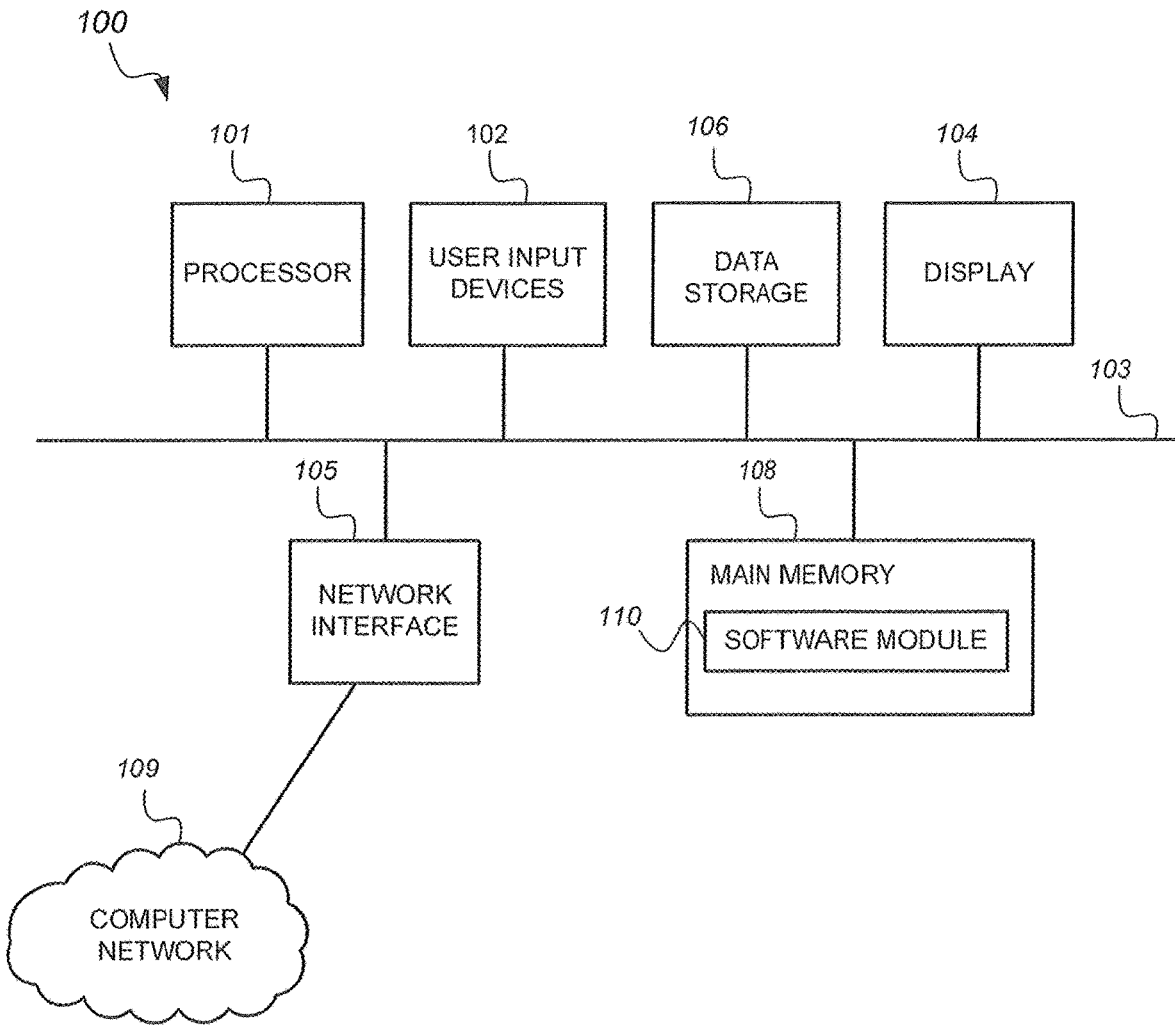 100
101
102
106
104
PROCESSOR
USER INPUT
DEVICES
DATA
STORAGE
DISPLAY
103
105
108
NETWORK
INTERFACE
MAIN MEMORY
110
SOFTWARE MODULE
109
COMPUTER
NETWORK